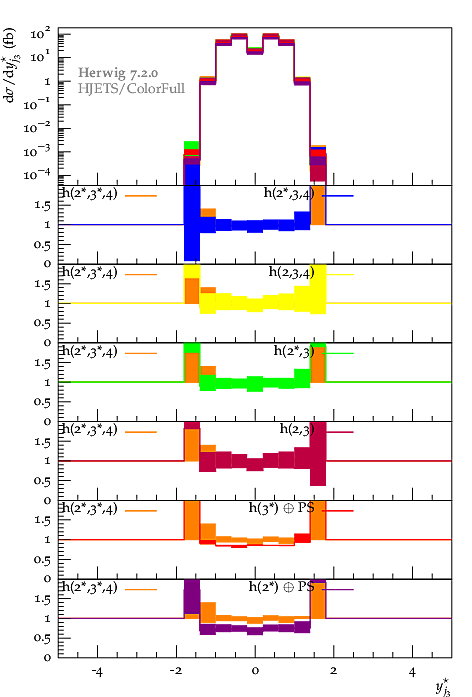 dσ/dy*j3 (fb)
10²
10
1
10⁻¹
10⁻²
10⁻³
10⁻⁴
Herwig 7.2.0
HJETS/ColorFull
h(2*,3*,4) h(2*,3,4)
1.5
1
0.5
0
h(2*,3*,4) h(2,3,4)
1.5
1
0.5
0
h(2*,3*,4) h(2*,3)
1.5
1
0.5
0
h(2*,3*,4) h(2,3)
1.5
1
0.5
0
h(2*,3*,4) h(3*) ⊕ PS
1.5
1
0.5
0
h(2*,3*,4) h(2*) ⊕ PS
1.5
1
0.5
0
-4 -2 0 2 4
y*j3